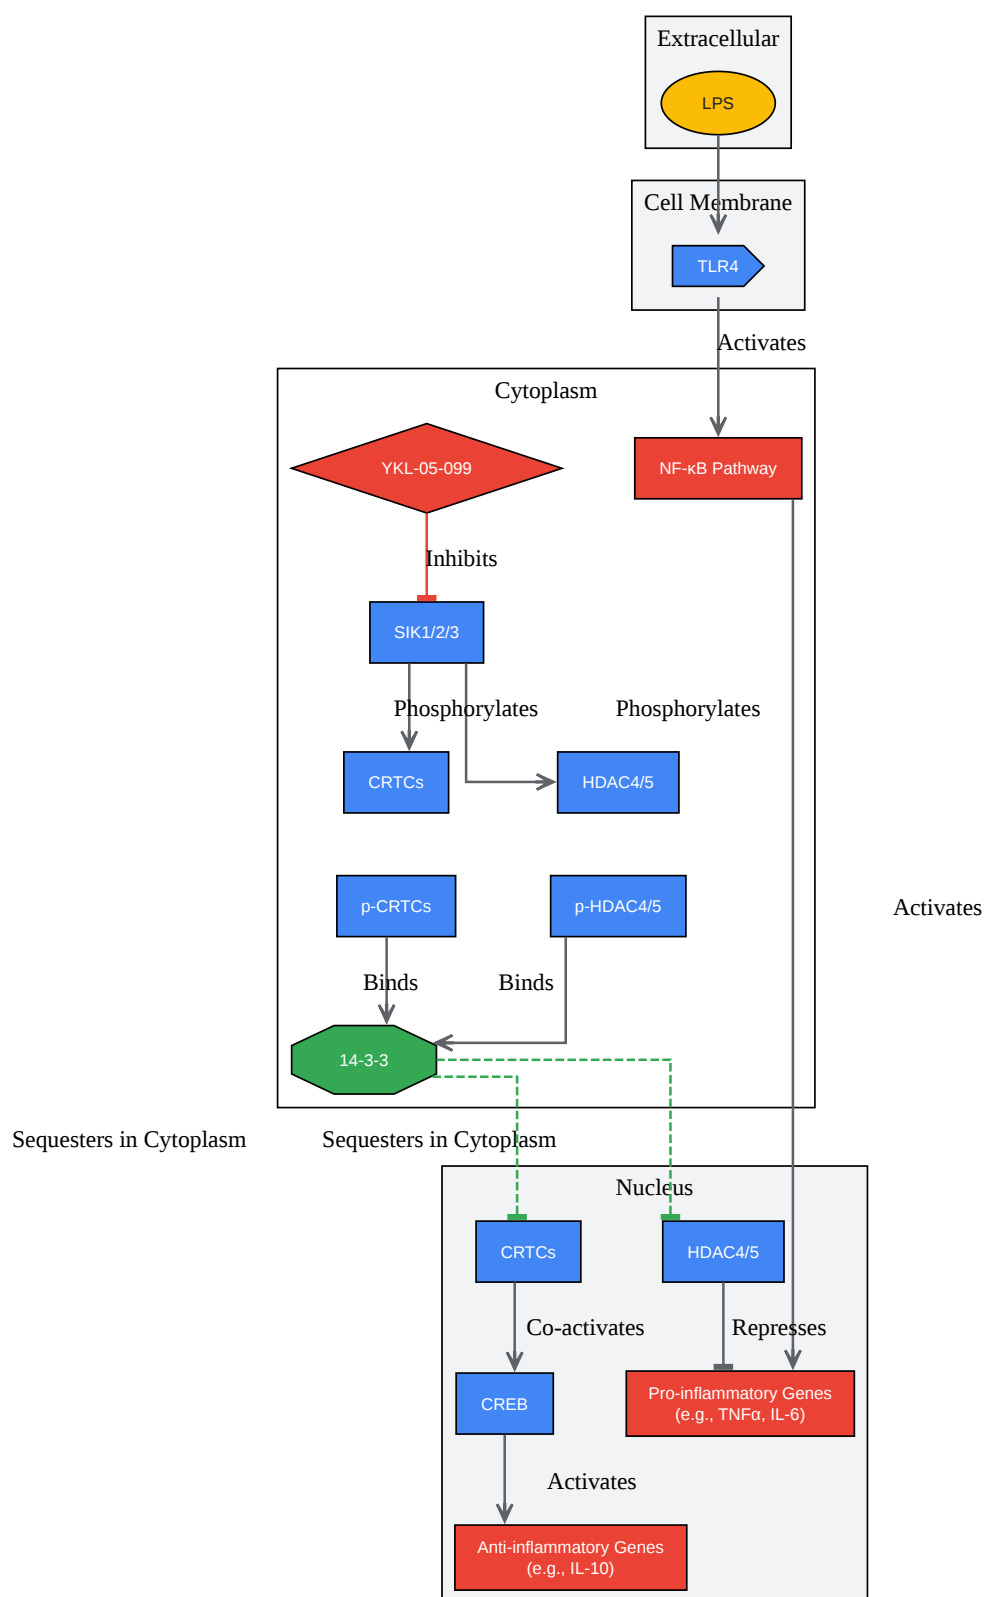 Extracellular
LPS
Cell Membrane
TLR4
Activates
Cytoplasm
YKL-05-099
NF-κB Pathway
Inhibits
SIK1/2/3
Phosphorylates
Phosphorylates
CRTCs
HDAC4/5
p-CRTCs
p-HDAC4/5
Activates
Binds
Binds
14-3-3
Sequesters in Cytoplasm
Sequesters in Cytoplasm
Nucleus
CRTCs
HDAC4/5
Co-activates
Represses
CREB
Pro-inflammatory Genes
(e.g., TNFα, IL-6)
Activates
Anti-inflammatory Genes
(e.g., IL-10)